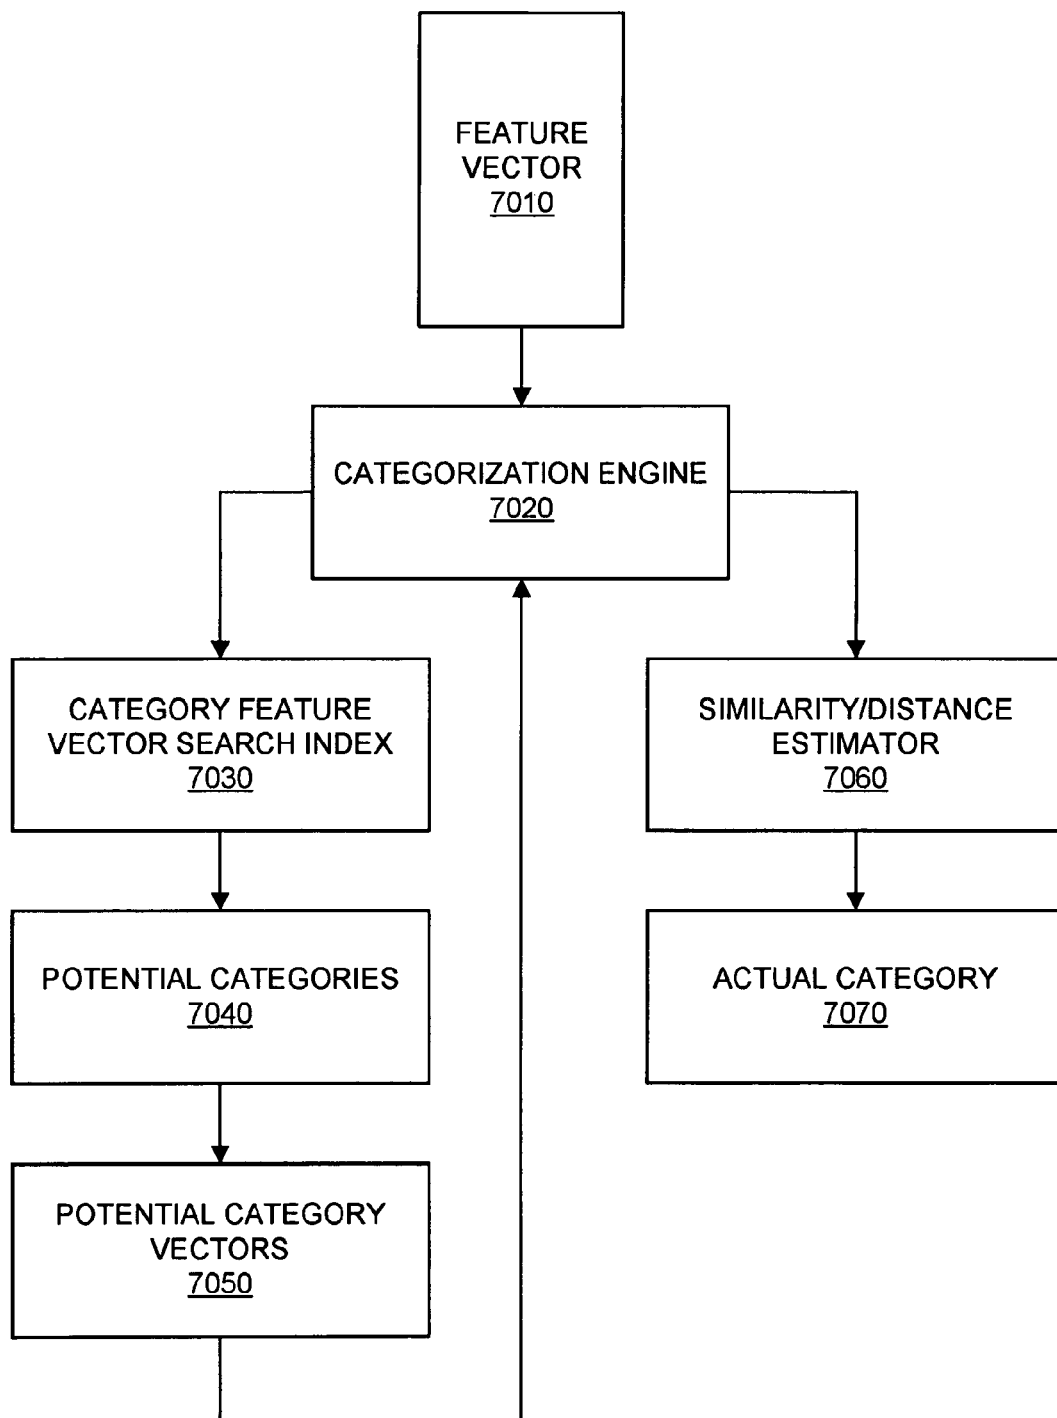 FEATURE
VECTOR
7010
CATEGORIZATION ENGINE
7020
CATEGORY FEATURE
VECTOR SEARCH INDEX
7030
SIMILARITY/DISTANCE
ESTIMATOR
7060
POTENTIAL CATEGORIES
7040
ACTUAL CATEGORY
7070
POTENTIAL CATEGORY
VECTORS
7050